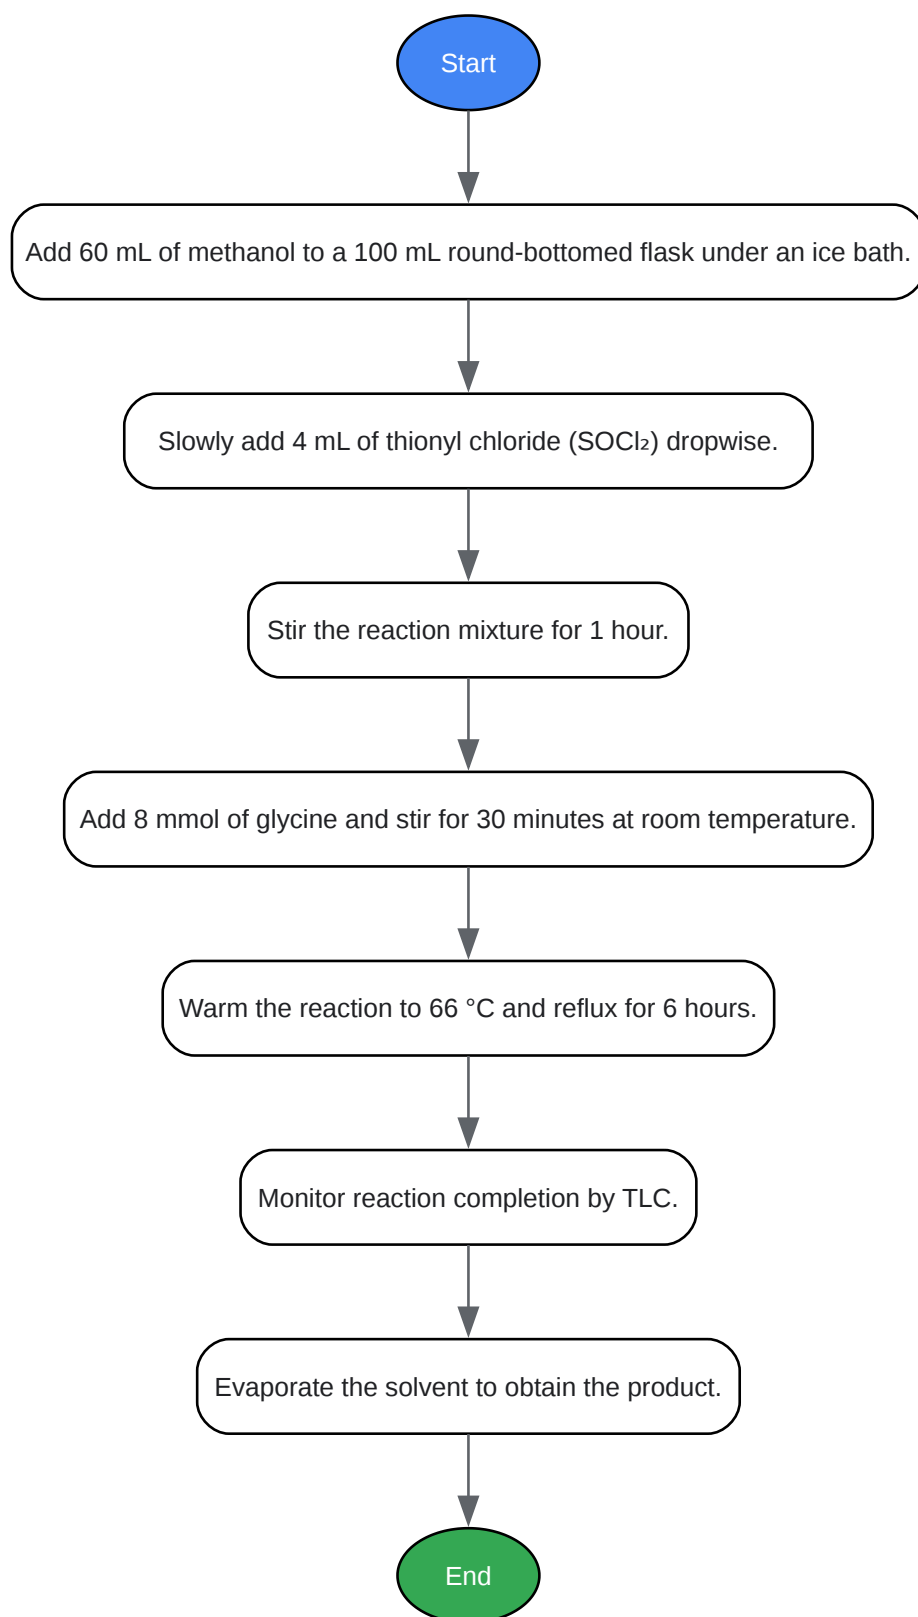 Start
Add 60 mL of methanol to a 100 mL round-bottomed flask under an ice bath.
Slowly add 4 mL of thionyl chloride (SOCl₂) dropwise.
Stir the reaction mixture for 1 hour.
Add 8 mmol of glycine and stir for 30 minutes at room temperature.
Warm the reaction to 66 °C and reflux for 6 hours.
Monitor reaction completion by TLC.
Evaporate the solvent to obtain the product.
End